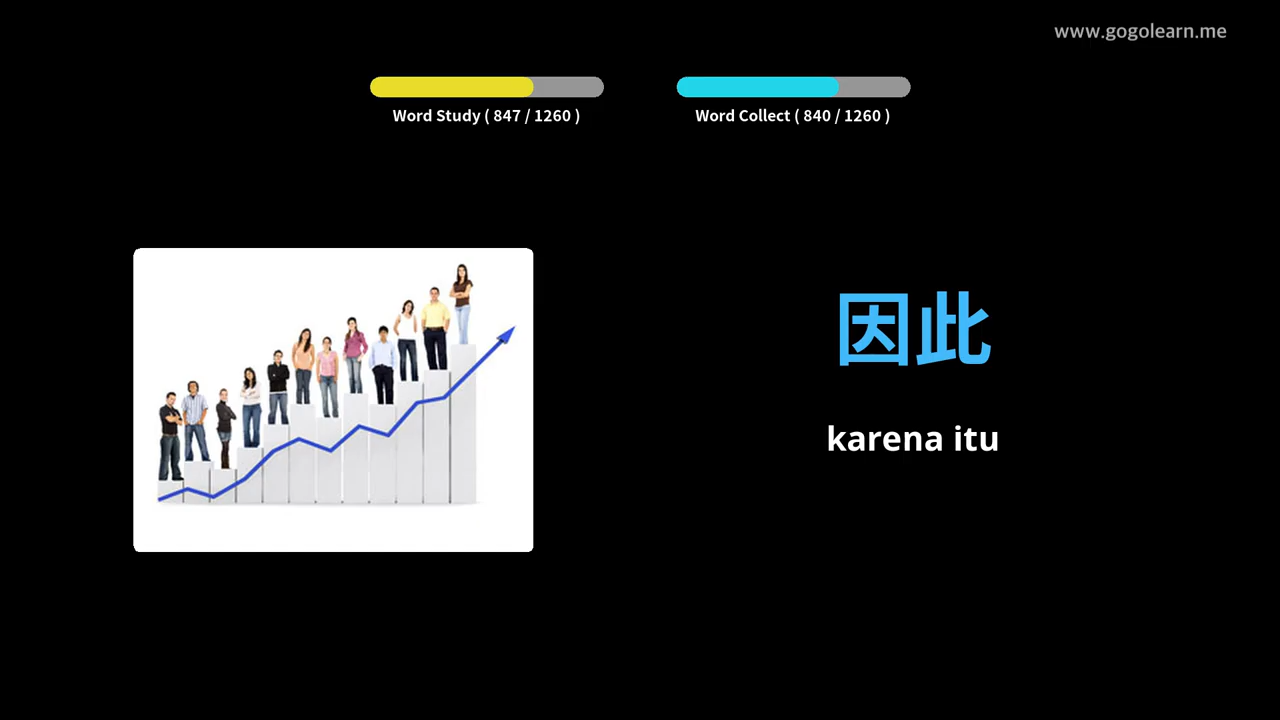 www.gogolearn.me
Word Study ( 847 / 1260 )
Word Collect ( 840 / 1260 )
因此
karena itu